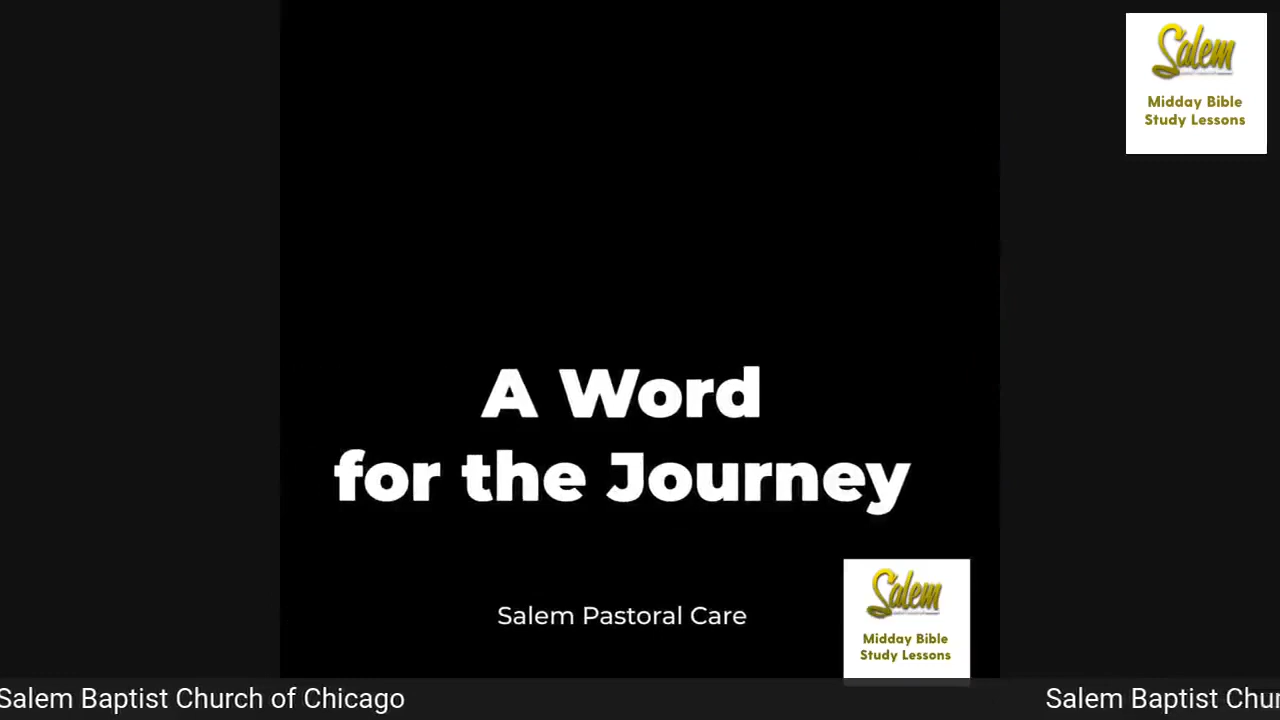 Salem
Midday Bible
Study Lessons
A Word
for the Journey
Salem Pastoral Care
Salem
Midday Bible
Study Lessons
Salem Baptist Church of Chicago
Salem Baptist